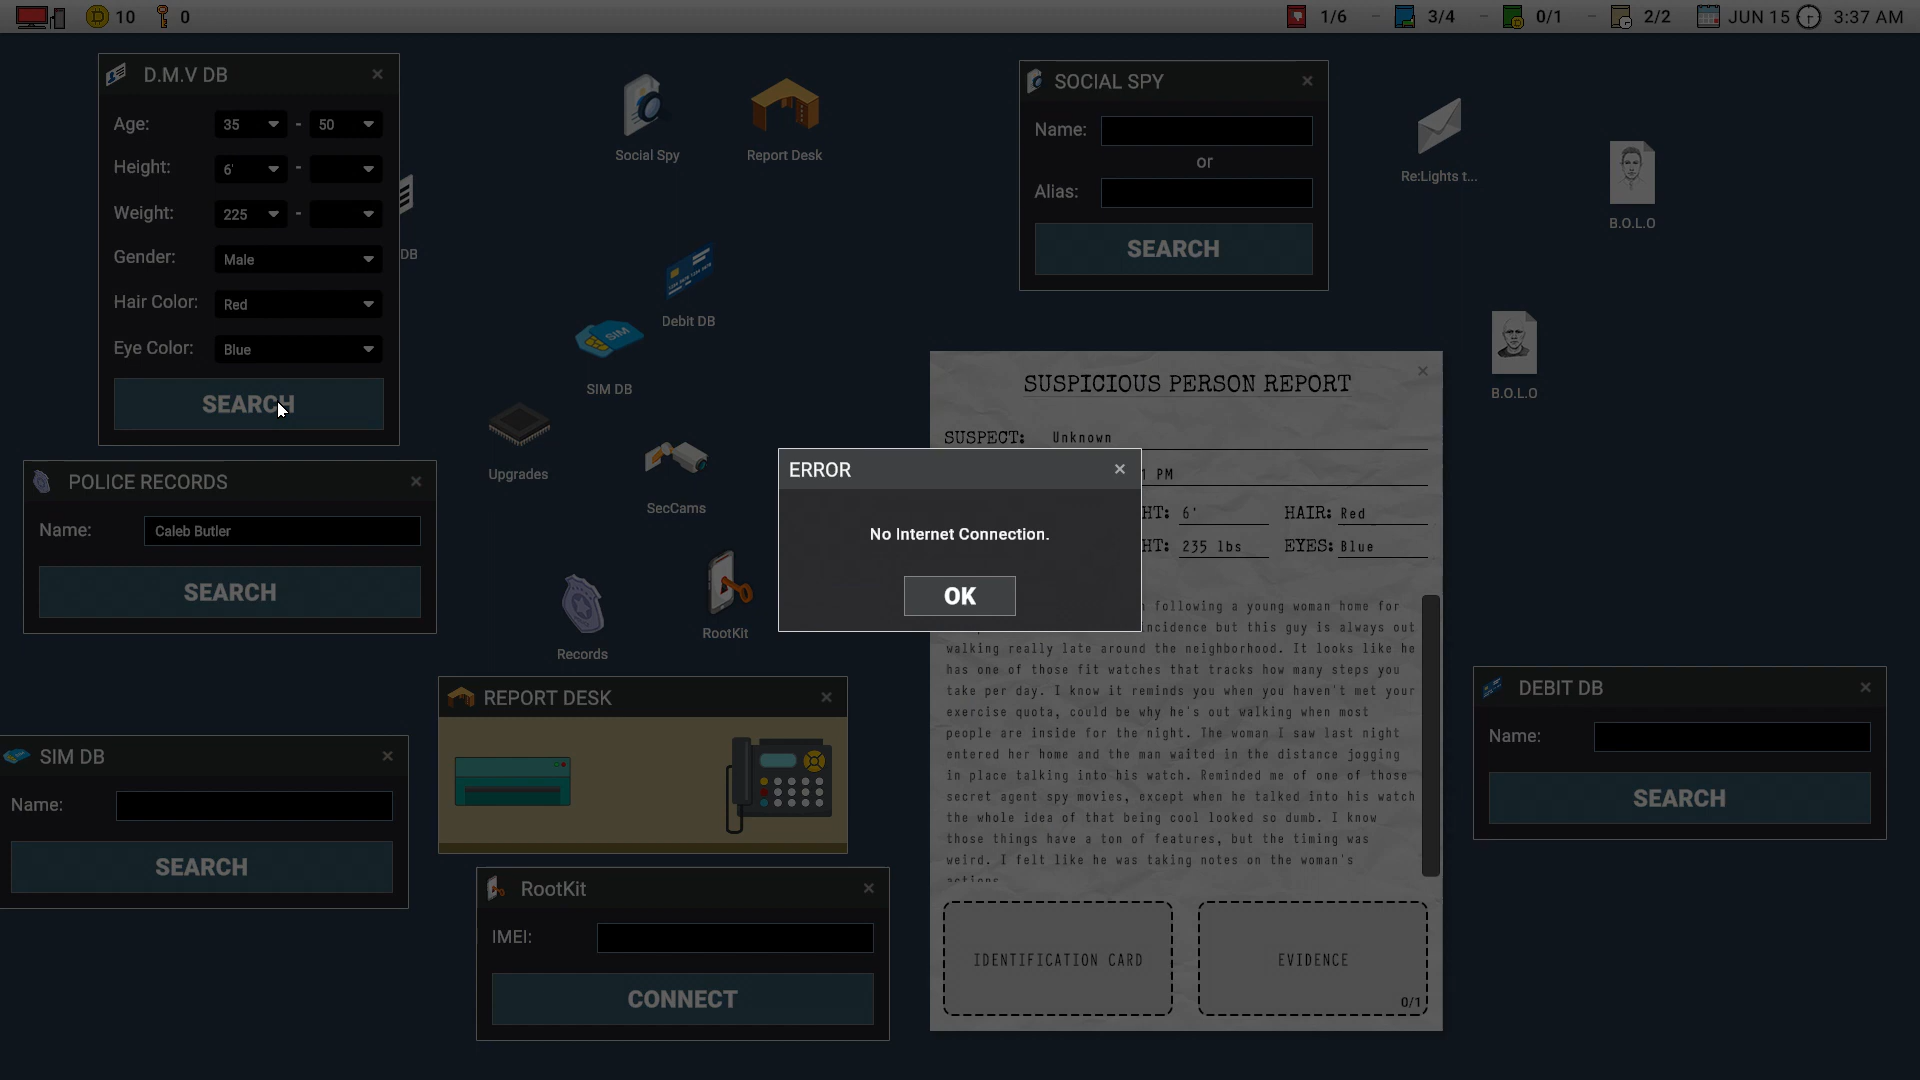 10
0
1/6 - 3/4 - 0/1 - 2/2 JUN 15 3:37 AM
D.M.V DB
Age: 35 - 50
Height: 6' -
Weight: 225 -
Gender: Male
Hair Color: Red
Eye Color: Blue
SEARCH
DB
POLICE RECORDS
Name: Caleb Butler
SEARCH
SIM DB
Name:
SEARCH
Social Spy
Report Desk
Debit DB
SIM
SIM DB
Upgrades
SecCams
RootKit
Records
REPORT DESK
RootKit
IMEI:
CONNECT
SOCIAL SPY
Name:
or
Alias:
SEARCH
Re:Lights t...
B.O.L.O
B.O.L.O
ERROR
No Internet Connection.
OK
SUSPICIOUS PERSON REPORT
SUSPECT: Unknown
PM
HT: 6' HAIR: Red
HT: 235 lbs EYES: Blue
following a young woman home for
incidence but this guy is always out
walking really late around the neighborhood. It looks like he
has one of those fit watches that tracks how many steps you
take per day. I know it reminds you when you haven't met your
exercise quota, could be why he's out walking when most
people are inside for the night. The woman I saw last night
entered her home and the man waited in the distance jogging
in place talking into his watch. Reminded me of one of those
secret agent spy movies, except when he talked into his watch
the whole idea of that being cool looked so dumb. I know
those things have a ton of features, but the timing was
weird. I felt like he was taking notes on the woman's
actions
IDENTIFICATION CARD
EVIDENCE
0/1
DEBIT DB
Name:
SEARCH